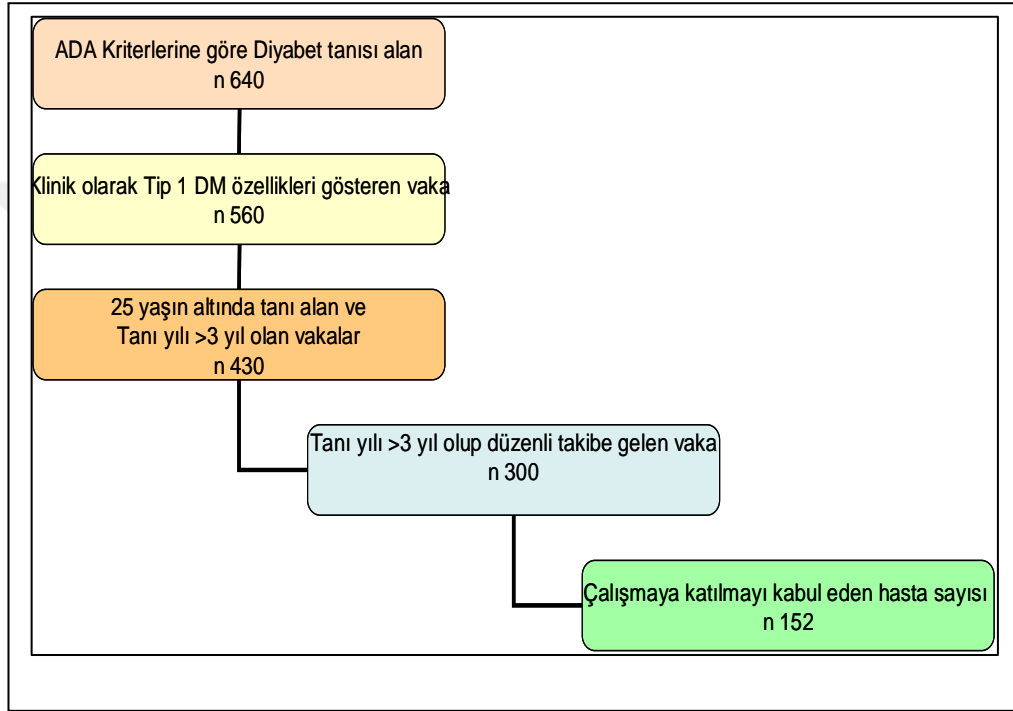 ADA Kriterlerine göre Diyabet tanısı alan
n 640
Klinik olarak Tip 1 DM özellikleri gösteren vaka
n 560
25 yaşın altında tanı alan ve
Tanı yılı >3 yıl olan vakalar
n 430
Tanı yılı >3 yıl olup düzenli takibe gelen vaka
n 300
Çalışmaya katılmayı kabul eden hasta sayısı
n 152